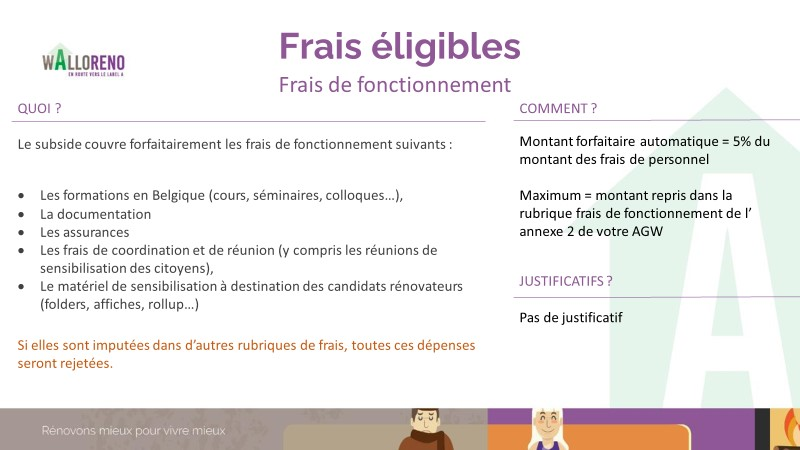 Frais éligibles
WALLORENO
EN ROUTE VERS LE LABEL A
Frais de fonctionnement
QUOI ?
Le subside couvre forfaitairement les frais de fonctionnement suivants :
• Les formations en Belgique (cours, séminaires, colloques…),
• La documentation
• Les assurances
• Les frais de coordination et de réunion (y compris les réunions de
sensibilisation des citoyens),
• Le matériel de sensibilisation à destination des candidats rénovateurs
(folders, affiches, rollup…)
Si elles sont imputées dans d’autres rubriques de frais, toutes ces dépenses
seront rejetées.
COMMENT ?
Montant forfaitaire automatique = 5% du
montant des frais de personnel
Maximum = montant repris dans la
rubrique frais de fonctionnement de l’
annexe 2 de votre AGW
JUSTIFICATIFS ?
Pas de justificatif
Rénovons mieux pour vivre mieux